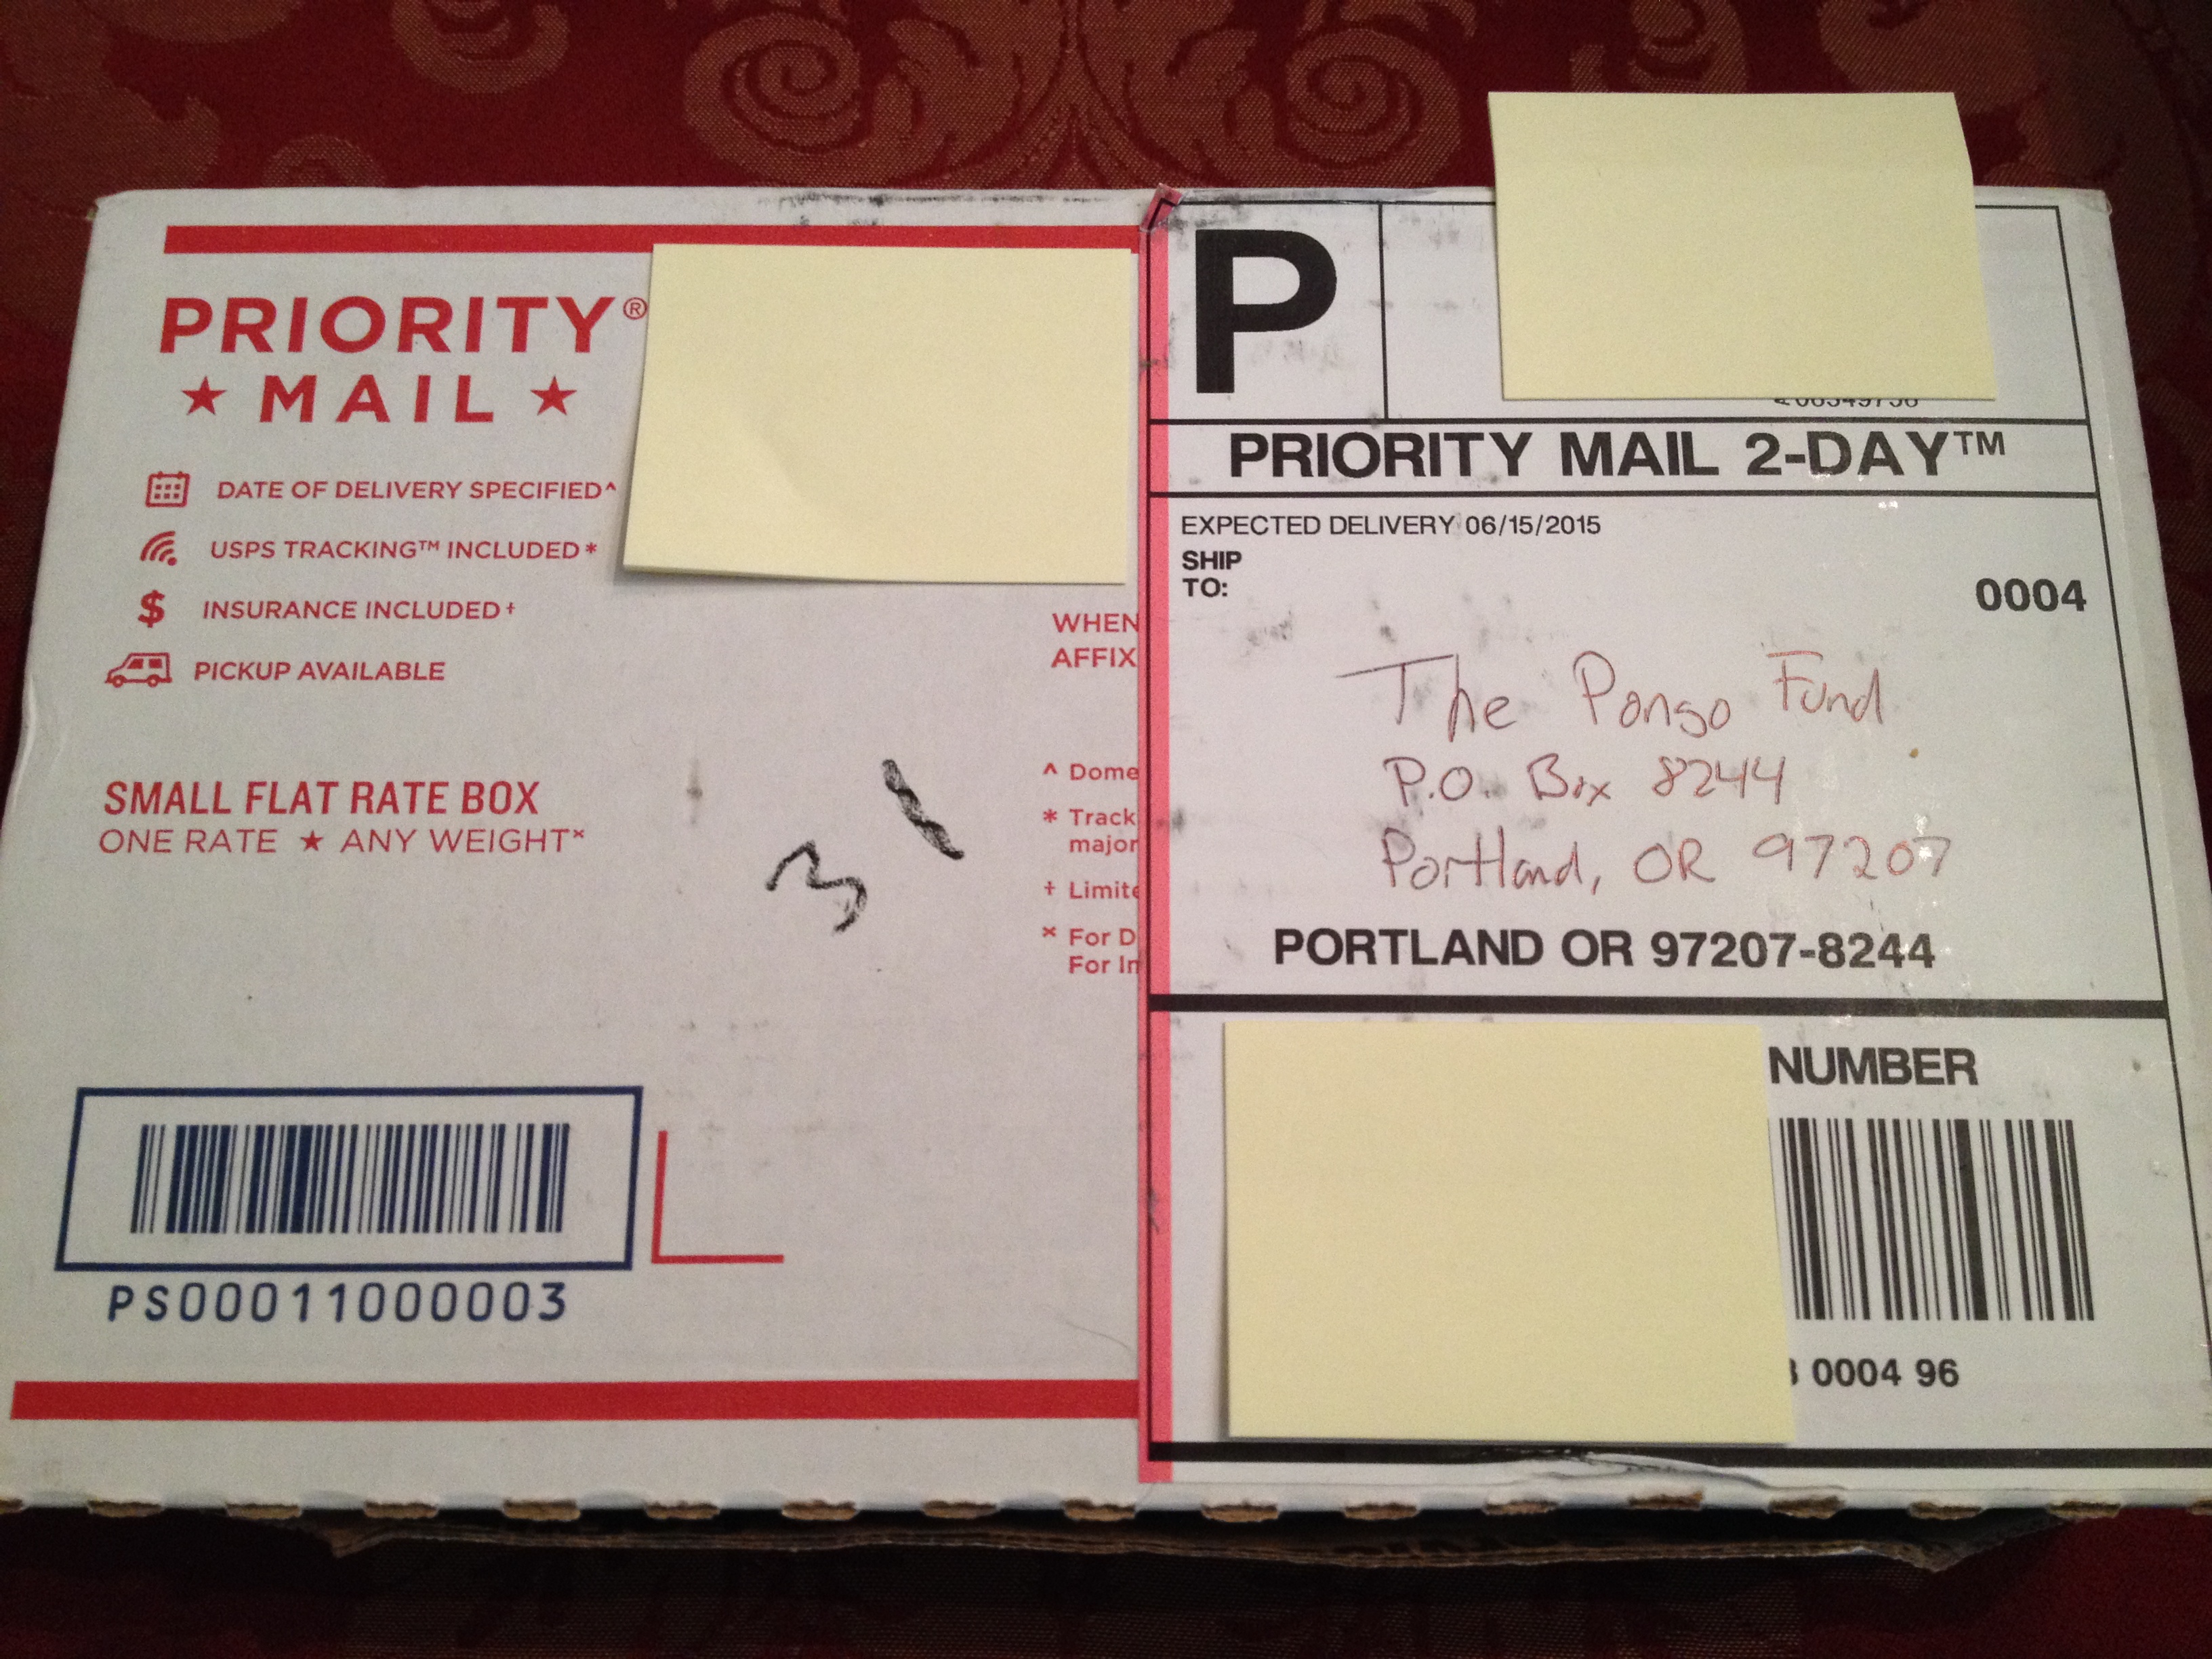 PRIORITY®
★ MAIL ★
DATE OF DELIVERY SPECIFIED^
USPS TRACKING™ INCLUDED*
$ INSURANCE INCLUDED†
PICKUP AVAILABLE
SMALL FLAT RATE BOX
ONE RATE ★ ANY WEIGHT×
WHEN
AFFIX
^ Dome
* Track
major
† Limite
× For D
For In
31
PS00011000003
P
PRIORITY MAIL 2-DAY™
EXPECTED DELIVERY 06/15/2015
SHIP
TO:
0004
The Pongo Fund
P.O. Box 8244
Portland, OR 97207
PORTLAND OR 97207-8244
NUMBER
0004 96